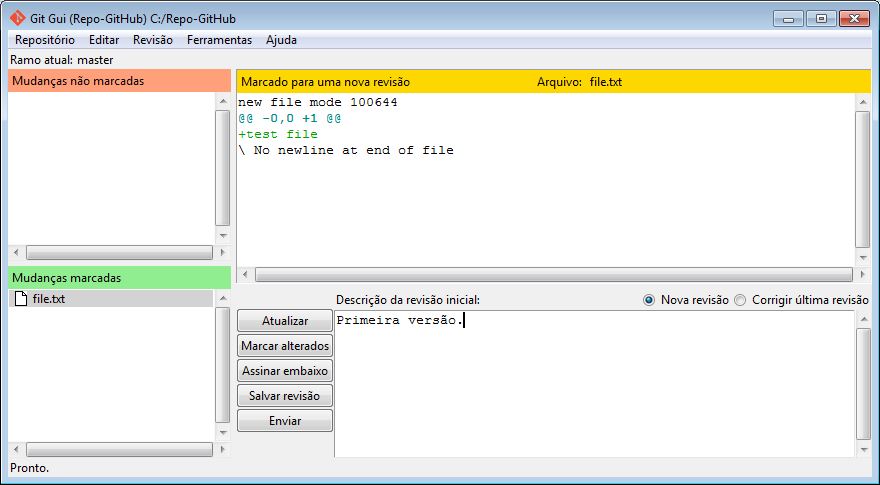 Git Gui (Repo-GitHub) C:/Repo-GitHub
Repositório Editar Revisão Ferramentas Ajuda
Ramo atual: master
Mudanças não marcadas
Marcado para uma nova revisão Arquivo: file.txt
new file mode 100644
@@ -0,0 +1 @@
+test file
\ No newline at end of file
Mudanças marcadas
file.txt
Descrição da revisão inicial: Nova revisão Corrigir última revisão
Atualizar
Marcar alterados
Assinar embaixo
Salvar revisão
Enviar
Primeira versão.
Pronto.